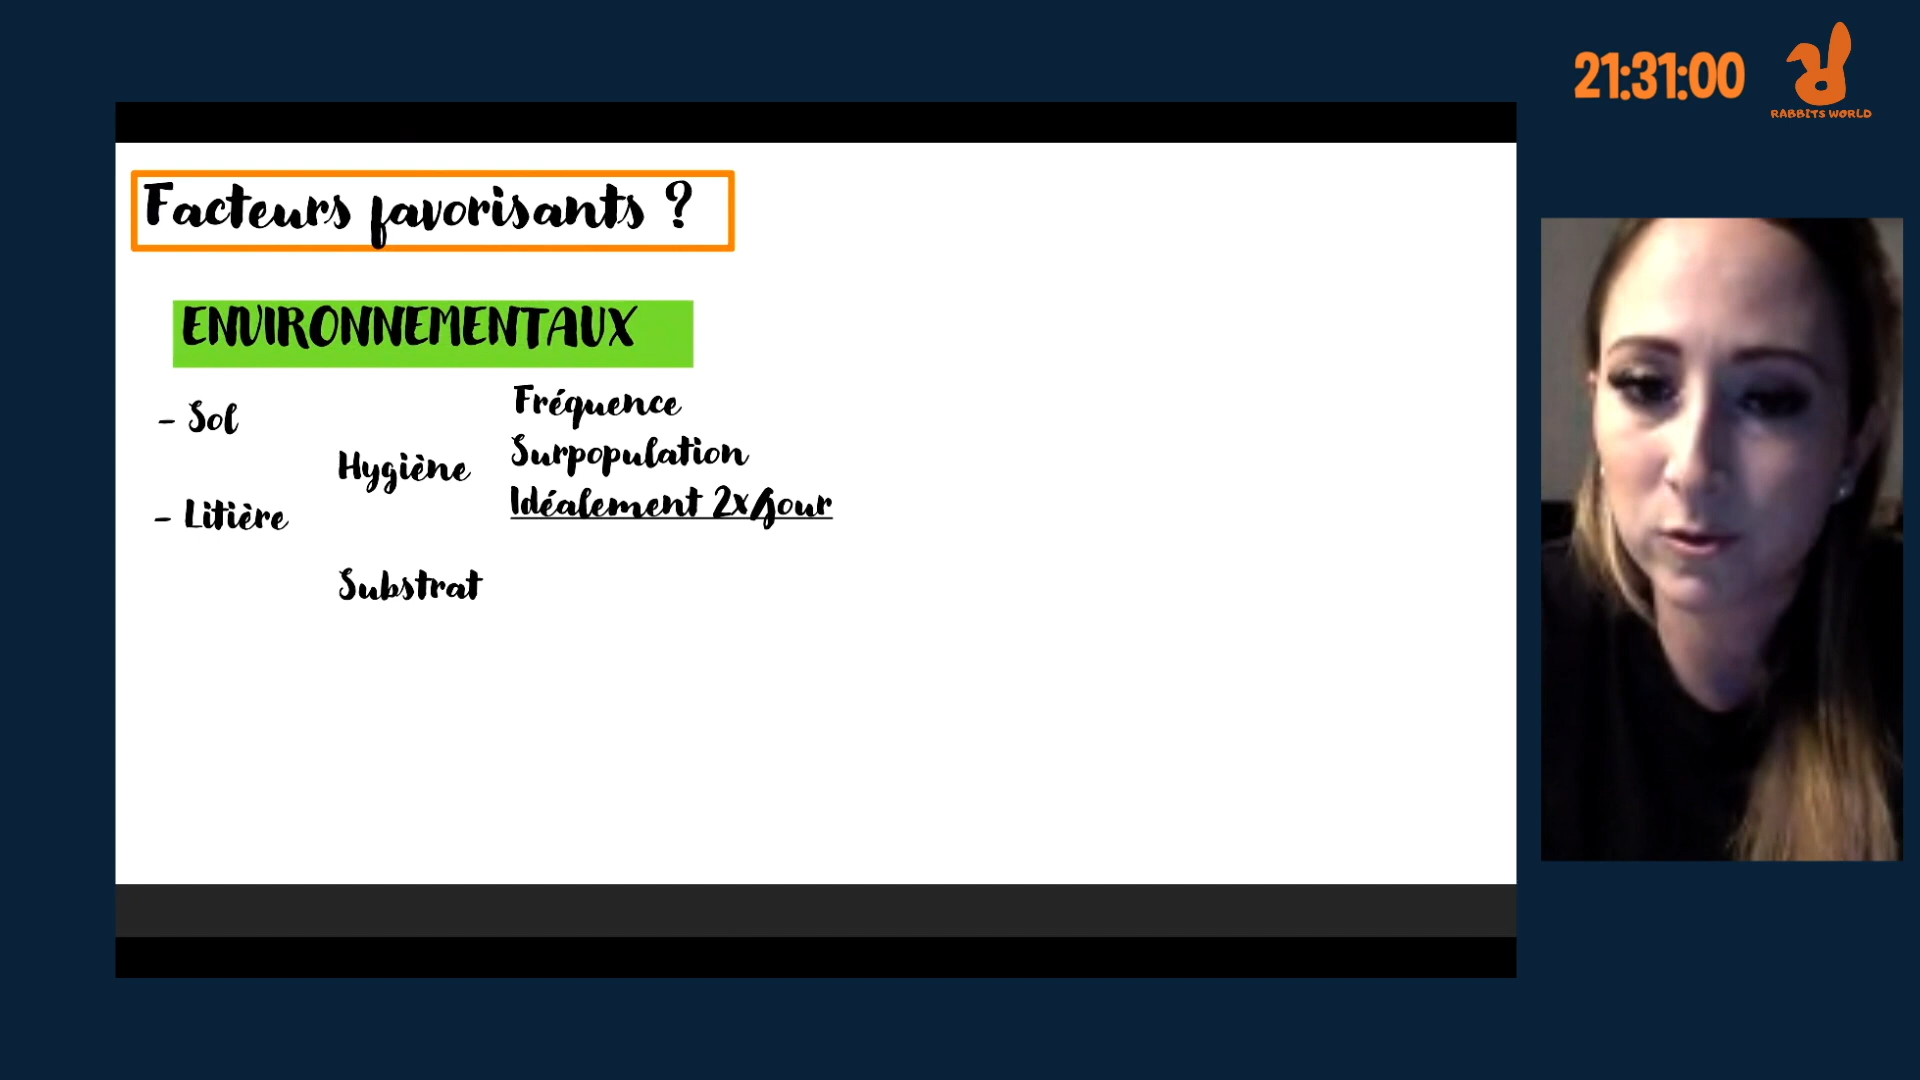 21:31:00
RABBITS WORLD
Facteurs favorisants ?
ENVIRONNEMENTAUX
- Sol
Fréquence
Surpopulation
Hygiène
Idéalement 2x/jour
- Litière
Substrat